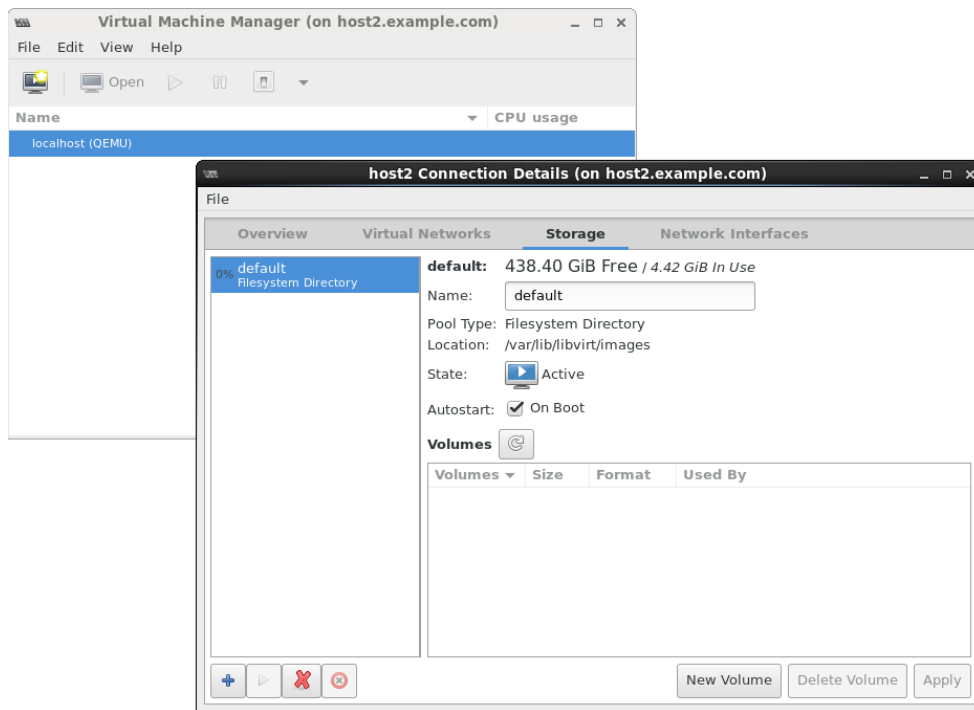 Virtual Machine Manager (on host2.example.com)
File Edit View Help
Open
Name CPU usage
localhost (QEMU)
host2 Connection Details (on host2.example.com)
File
Overview Virtual Networks Storage Network Interfaces
0% default
Filesystem Directory
default: 438.40 GiB Free / 4.42 GiB In Use
Name: default
Pool Type: Filesystem Directory
Location: /var/lib/libvirt/images
State: Active
Autostart: On Boot
Volumes
Volumes Size Format Used By
New Volume Delete Volume Apply